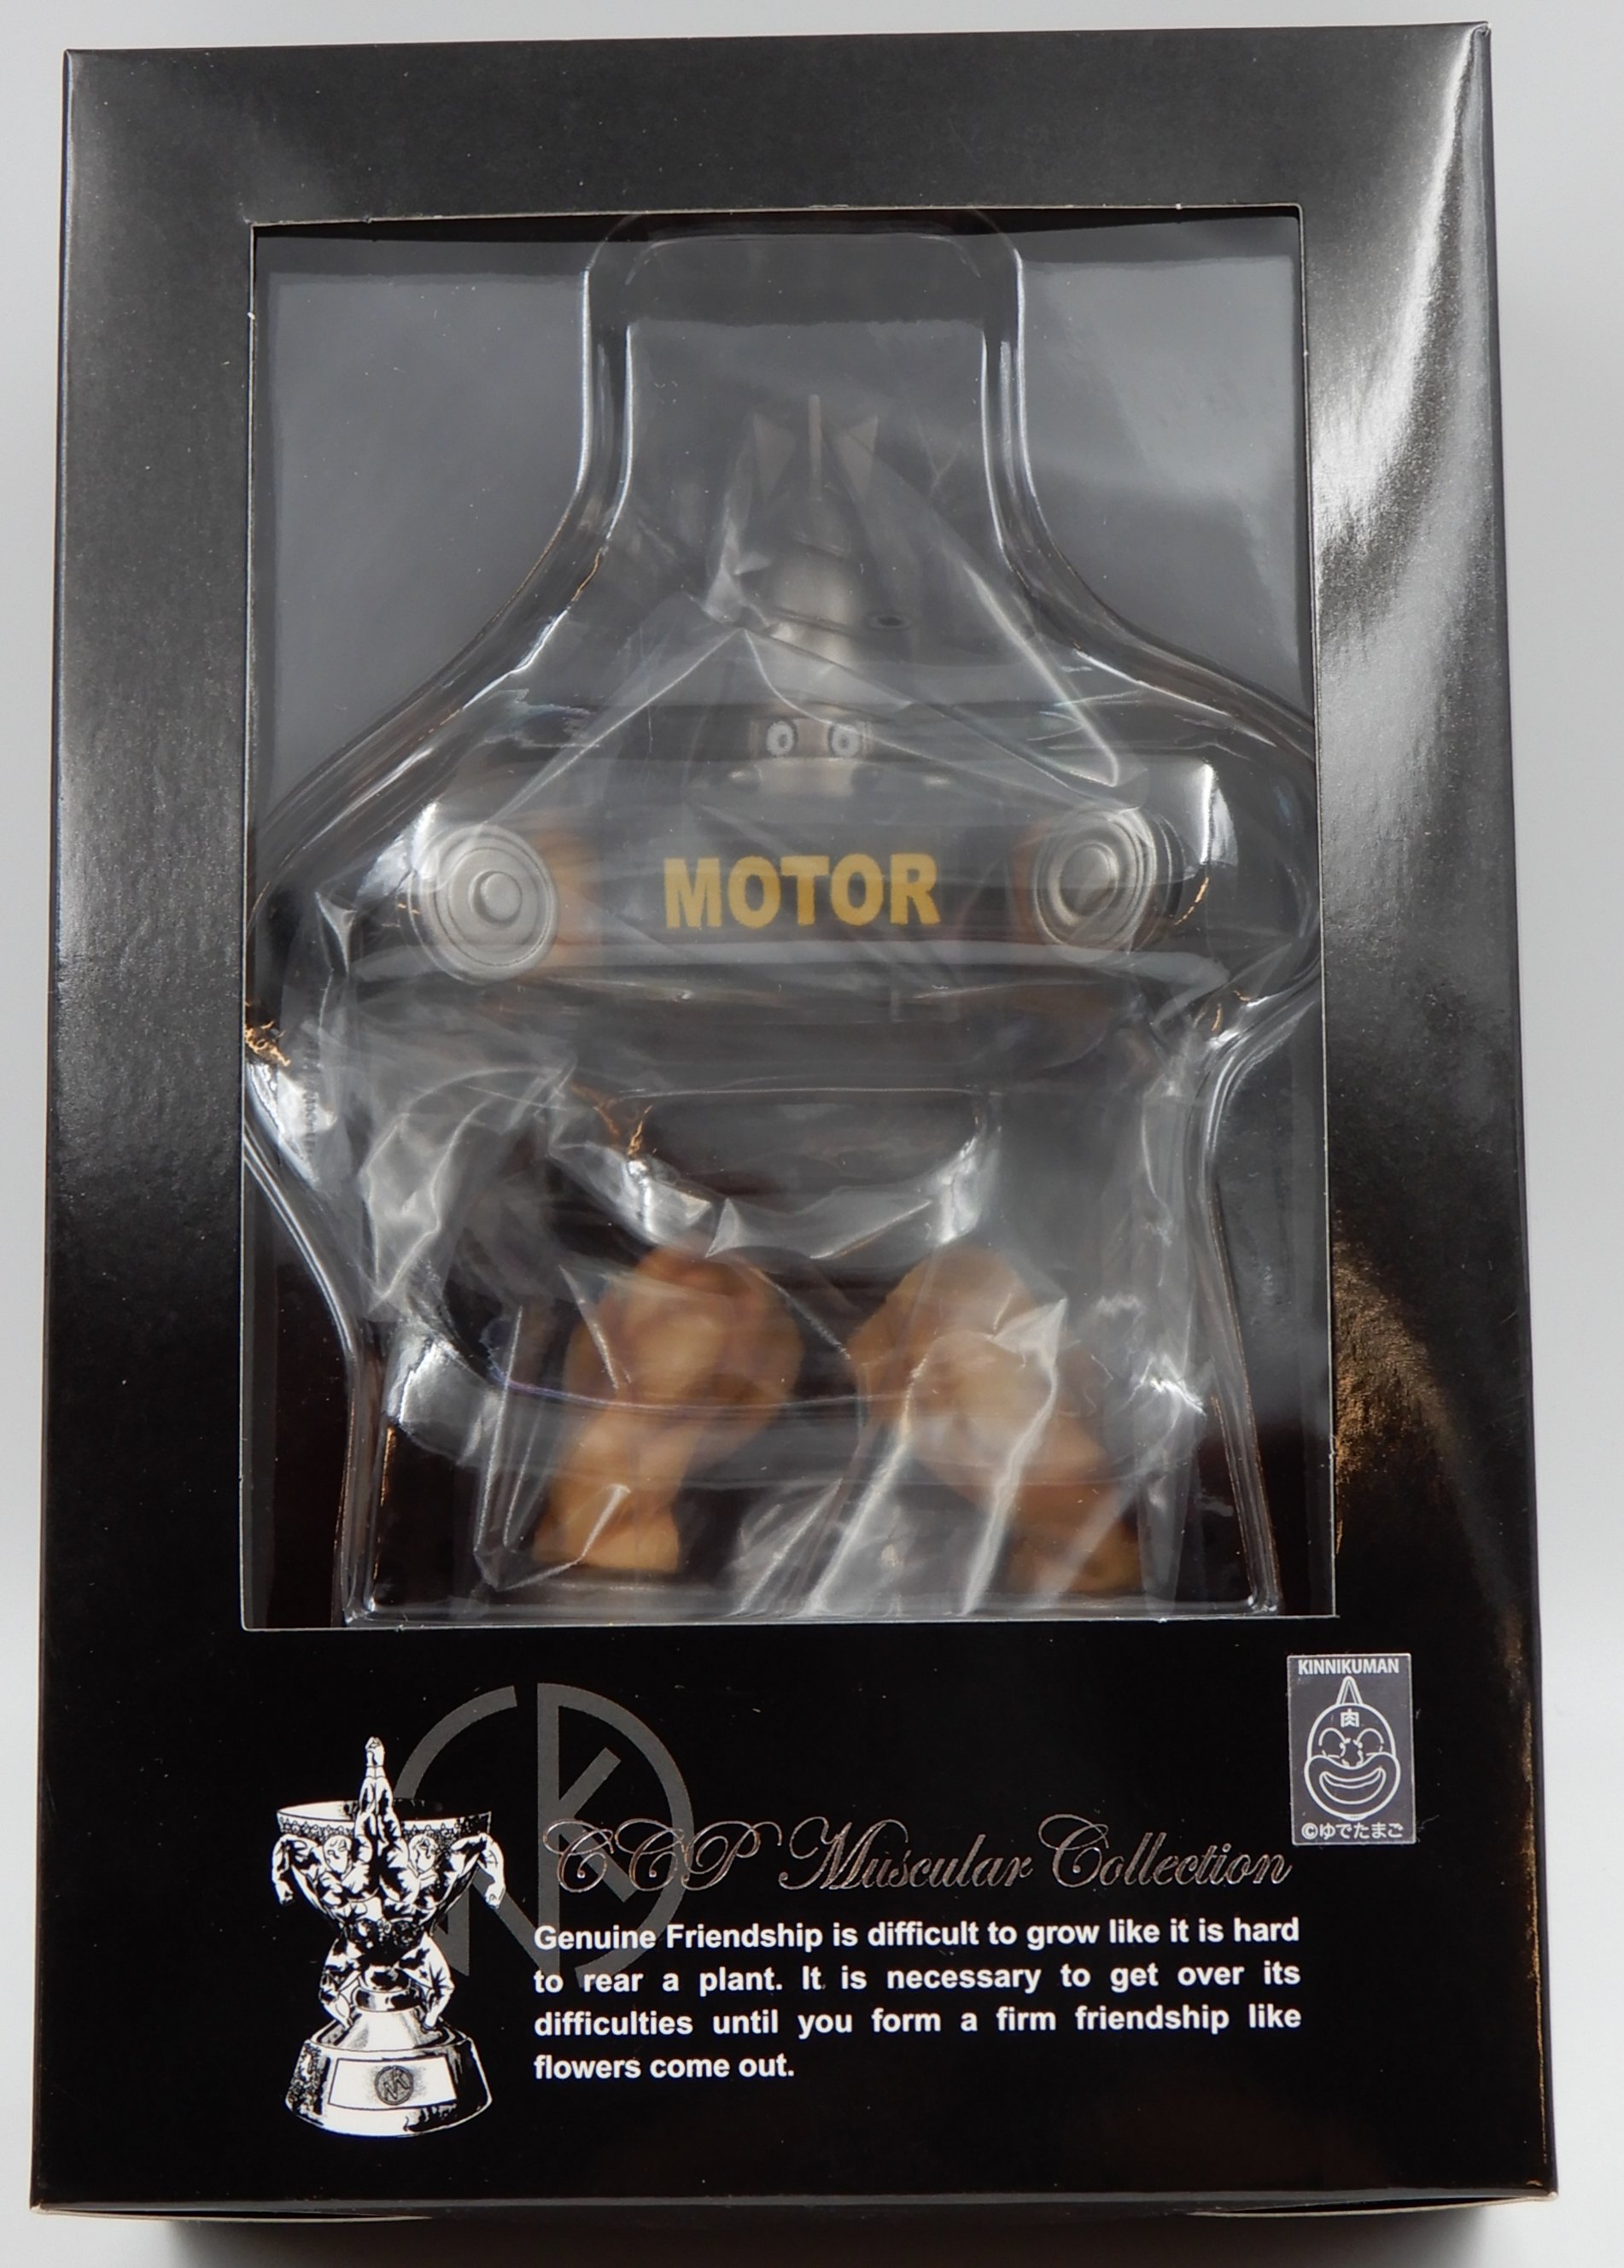 MOTOR
KINNIKUMAN
肉
©ゆでたまご
CCP Muscular Collection
Genuine Friendship is difficult to grow like it is hard
to rear a plant. It is necessary to get over its
difficulties until you form a firm friendship like
flowers come out.